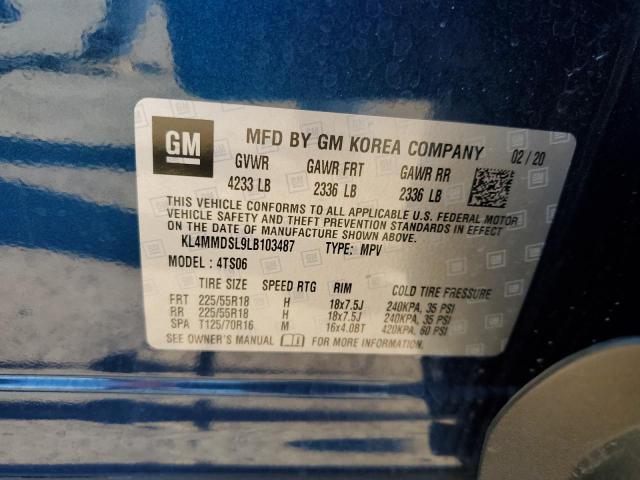 GM
MFD BY GM KOREA COMPANY 02/20
GVWR GAWR FRT GAWR RR
4233 LB 2336 LB 2336 LB
THIS VEHICLE CONFORMS TO ALL APPLICABLE U.S. FEDERAL MOTOR
VEHICLE SAFETY AND THEFT PREVENTION STANDARDS IN EFFECT
ON THE DATE OF MANUFACTURE SHOWN ABOVE.
KL4MMDSL9LB103487 TYPE: MPV
MODEL: 4TS06
TIRE SIZE SPEED RTG RIM COLD TIRE PRESSURE
FRT 225/55R18 H 18x7.5J 240KPA, 35 PSI
RR 225/55R18 H 18x7.5J 240KPA, 35 PSI
SPA T125/70R16 M 16x4.0BT 420KPA, 60 PSI
SEE OWNER'S MANUAL FOR MORE INFORMATION